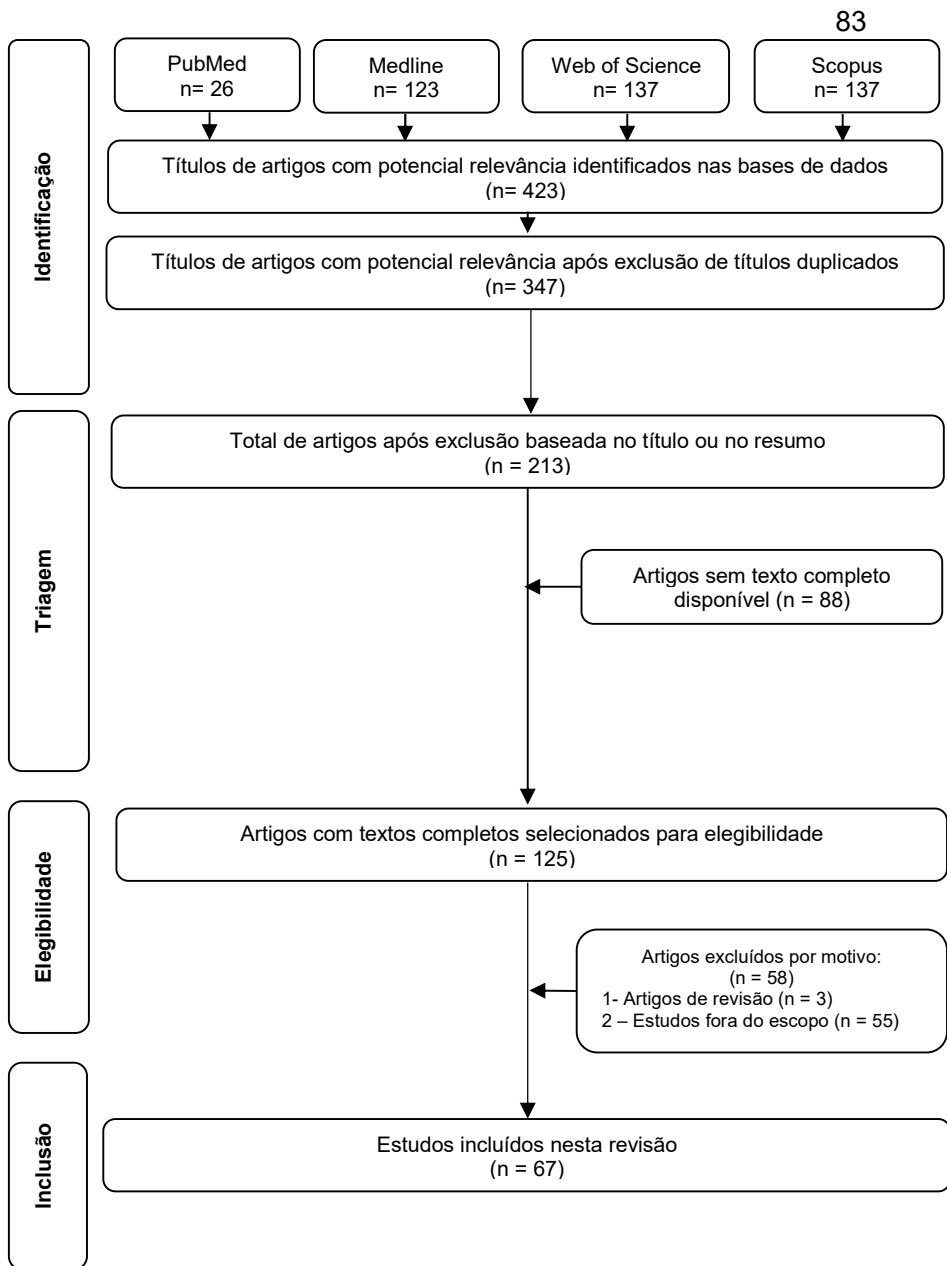 83
PubMed
n= 26
Medline
n= 123
Web of Science
n= 137
Scopus
n= 137
Identificação
Títulos de artigos com potencial relevância identificados nas bases de dados
(n= 423)
Títulos de artigos com potencial relevância após exclusão de títulos duplicados
(n= 347)
Triagem
Total de artigos após exclusão baseada no título ou no resumo
(n = 213)
Artigos sem texto completo
disponível (n = 88)
Elegibilidade
Artigos com textos completos selecionados para elegibilidade
(n = 125)
Artigos excluídos por motivo:
(n = 58)
1- Artigos de revisão (n = 3)
2 – Estudos fora do escopo (n = 55)
Inclusão
Estudos incluídos nesta revisão
(n = 67)